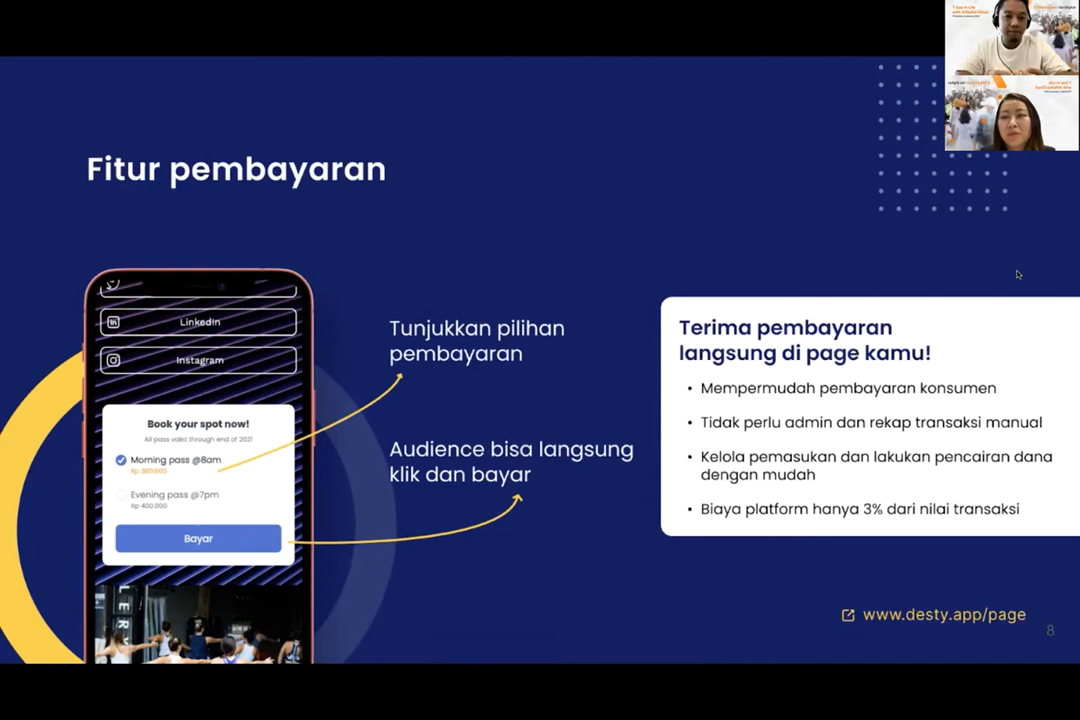 Fitur pembayaran
LinkedIn
Instagram
Book your spot now!
All pass valid through end of 2021
Morning pass @8am
Rp 380.000
Evening pass @7pm
Rp 400.000
Bayar
Tunjukkan pilihan
pembayaran
Audience bisa langsung
klik dan bayar
Terima pembayaran
langsung di page kamu!
• Mempermudah pembayaran konsumen
• Tidak perlu admin dan rekap transaksi manual
• Kelola pemasukan dan lakukan pencairan dana
dengan mudah
• Biaya platform hanya 3% dari nilai transaksi
www.desty.app/page
8